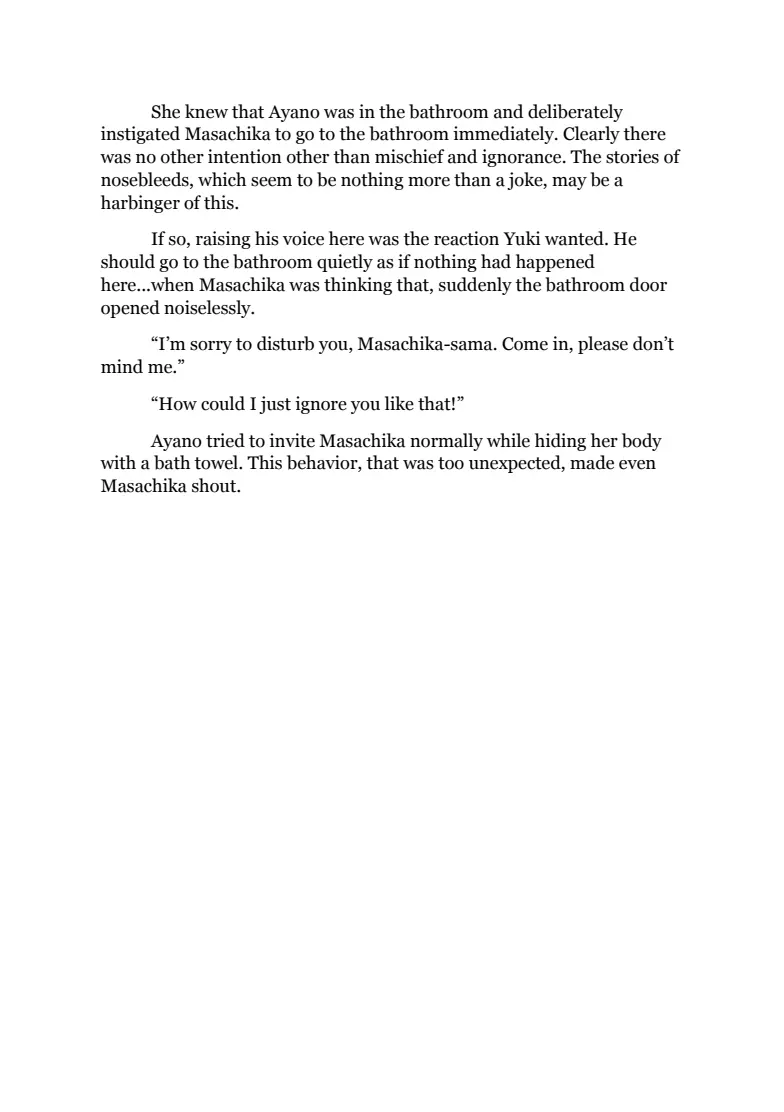 She knew that Ayano was in the bathroom and deliberately
instigated Masachika to go to the bathroom immediately. Clearly there
was no other intention other than mischief and ignorance. The stories of
nosebleeds, which seem to be nothing more than a joke, may be a
harbinger of this.
If so, raising his voice here was the reaction Yuki wanted. He
should go to the bathroom quietly as if nothing had happened
here...when Masachika was thinking that, suddenly the bathroom door
opened noiselessly.
“I’m sorry to disturb you, Masachika-sama. Come in, please don’t
mind me.”
“How could I just ignore you like that!”
Ayano tried to invite Masachika normally while hiding her body
with a bath towel. This behavior, that was too unexpected, made even
Masachika shout.